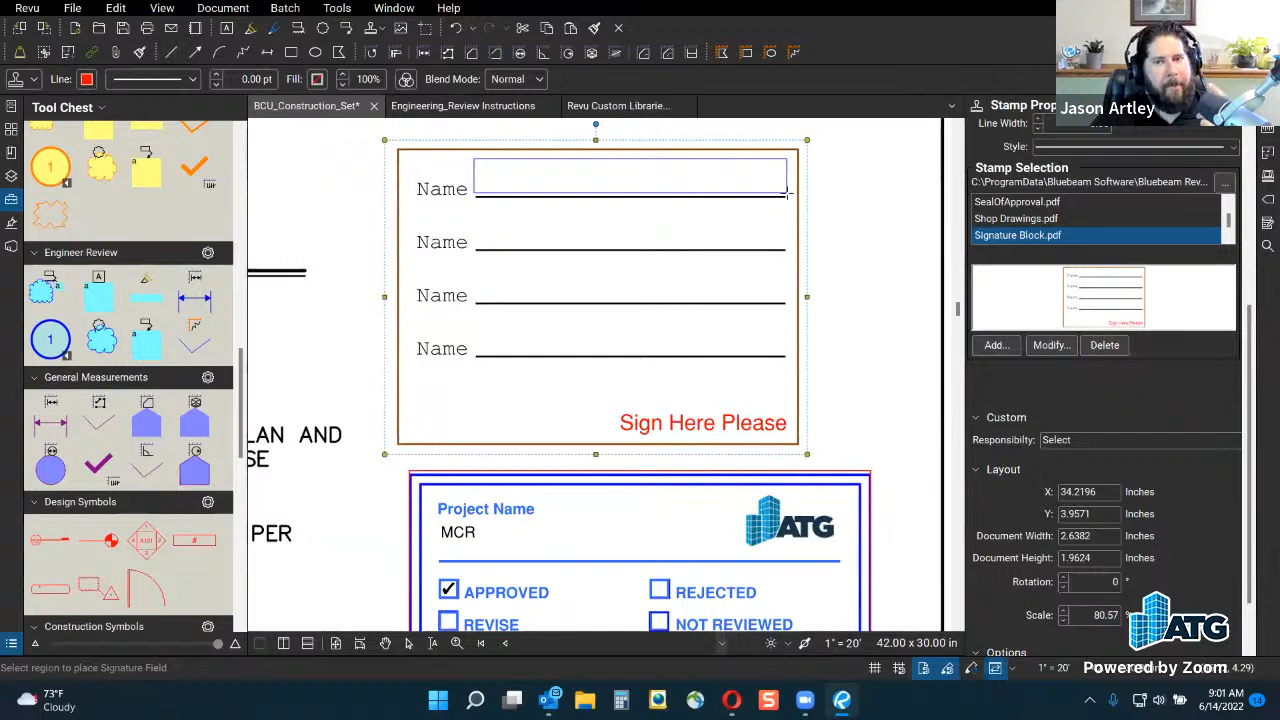 Revu File Edit View Document Batch Tools Window Help
Line: 0.00 pt Fill: 100% Blend Mode: Normal
Jason Artley
Tool Chest
BCU_Construction_Set*
Engineering_Review Instructions
Revu Custom Librarie...
Stamp Prop
Line Width:
Style:
Stamp Selection
C:\ProgramData\Bluebeam Software\Bluebeam Rev... ...
SealOfApproval.pdf
Shop Drawings.pdf
Signature Block.pdf
Add... Modify... Delete
Custom
Responsibilty: Select
Layout
X: 34.2196 Inches
Y: 3.9571 Inches
Document Width: 2.6382 Inches
Document Height: 1.9624 Inches
Rotation: 0 °
Scale: 80.57
Options
Engineer Review
General Measurements
Design Symbols
Construction Symbols
Name
Name
Name
Name
Sign Here Please
LAN AND
SE
PER
Project Name
MCR
ATG
APPROVED
REJECTED
REVISE
NOT REVIEWED
1" = 20' 42.00 x 30.00 in
Select region to place Signature Field
1" = 20'
ATG
Powered by Zoom
73°F
Cloudy
9:01 AM
6/14/2022
14